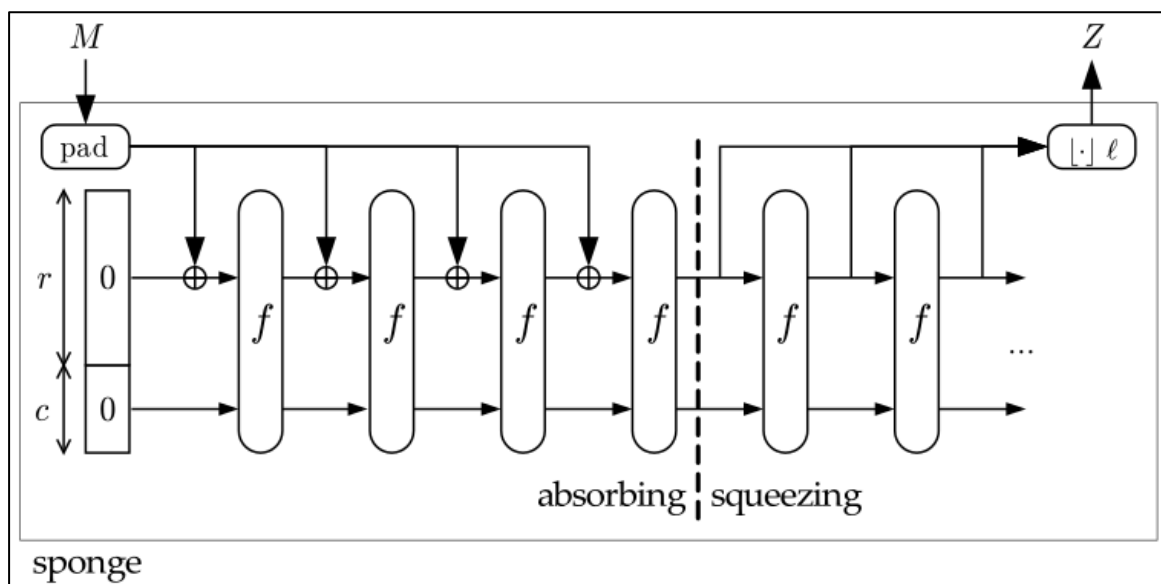 M Z
pad ⌊·⌋ ℓ
r 0 f f f f f f
...
c 0
absorbing squeezing
sponge